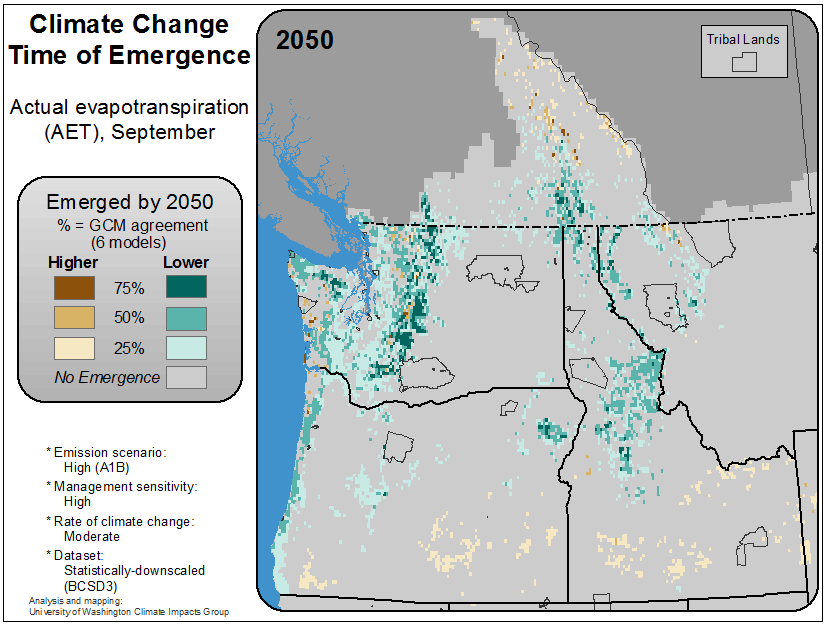 Climate Change
Time of Emergence
Actual evapotranspiration
(AET), September
Emerged by 2050
% = GCM agreement
(6 models)
Higher Lower
75%
50%
25%
No Emergence
* Emission scenario:
High (A1B)
* Management sensitivity:
High
* Rate of climate change:
Moderate
* Dataset:
Statistically-downscaled
(BCSD3)
Analysis and mapping:
University of Washington Climate Impacts Group
2050
Tribal Lands